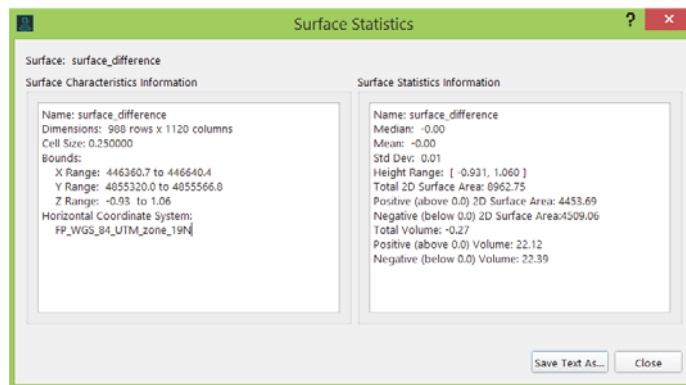 Surface Statistics
?
×
Surface: surface_difference
Surface Characteristics Information
Name: surface_difference
Dimensions: 988 rows x 1120 columns
Cell Size: 0.250000
Bounds:
X Range: 446360.7 to 446640.4
Y Range: 4855320.0 to 4855566.8
Z Range: -0.93 to 1.06
Horizontal Coordinate System:
FP_WGS_84_UTM_zone_19N
Surface Statistics Information
Name: surface_difference
Median: -0.00
Mean: -0.00
Std Dev: 0.01
Height Range: [ -0.931, 1.060 ]
Total 2D Surface Area: 8962.75
Positive (above 0.0) 2D Surface Area: 4453.69
Negative (below 0.0) 2D Surface Area:4509.06
Total Volume: -0.27
Positive (above 0.0) Volume: 22.12
Negative (below 0.0) Volume: 22.39
Save Text As...
Close